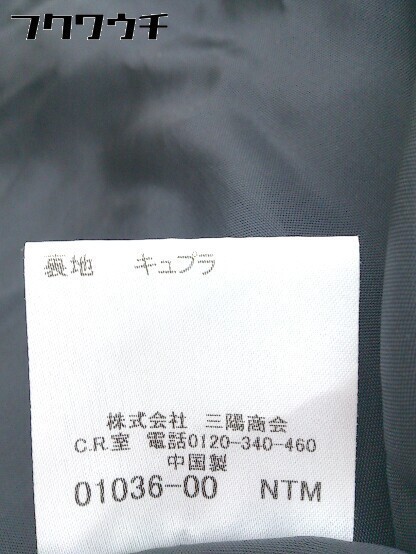 フクワウチ
裏地 キュプラ
株式会社 三陽商会
C.R.室 電話0120-340-460
中国製
01036-00 NTM